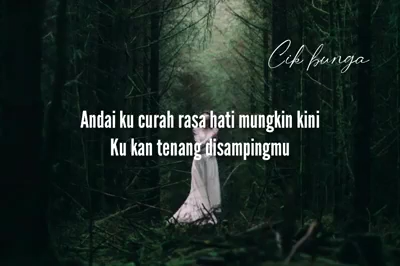 Cik bunga
Andai ku curah rasa hati mungkin kini
Ku kan tenang disampingmu